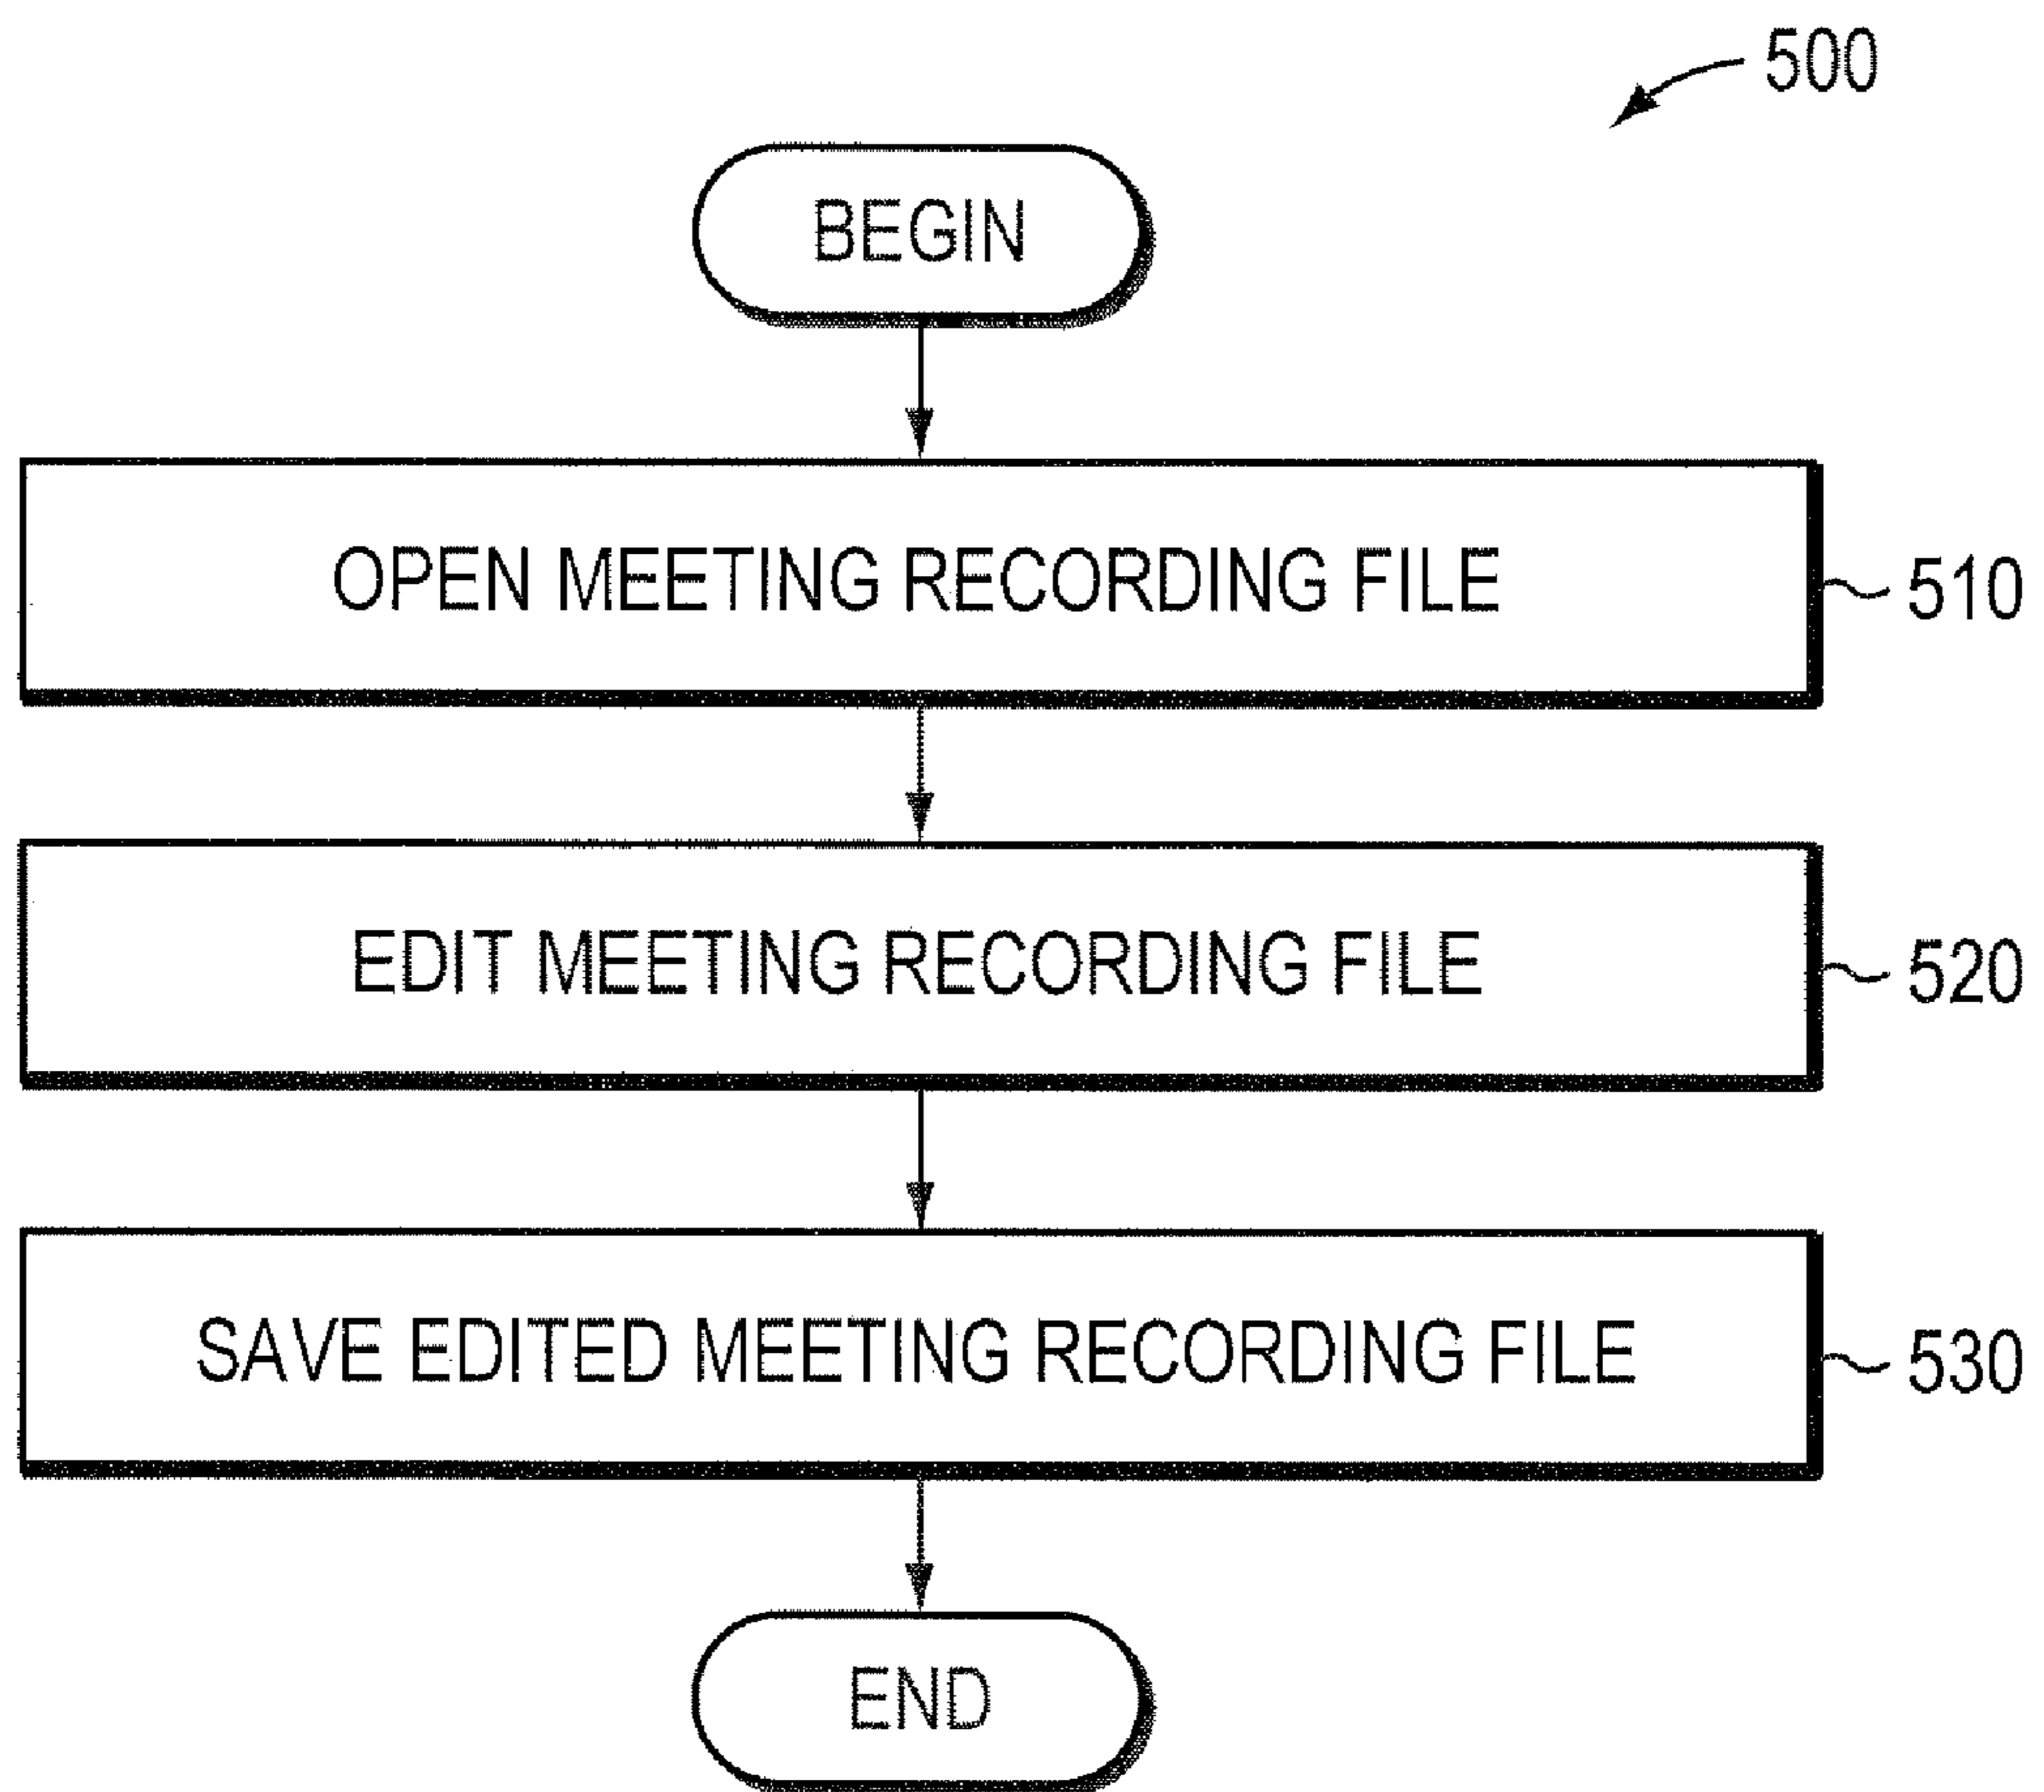 500
BEGIN
OPEN MEETING RECORDING FILE
510
EDIT MEETING RECORDING FILE
520
SAVE EDITED MEETING RECORDING FILE
530
END